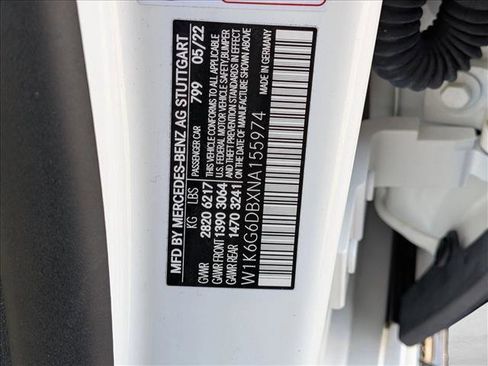 MFD BY MERCEDES-BENZ AG STUTTGART
PASSENGER CAR 799 05/22
KG LBS
GVWR 2820 6217
GAWR FRONT 1390 3064
GAWR REAR 1470 3241
THIS VEHICLE CONFORMS TO ALL APPLICABLE
U.S. FEDERAL MOTOR VEHICLE SAFETY, BUMPER
AND THEFT PREVENTION STANDARDS IN EFFECT
ON THE DATE OF MANUFACTURE SHOWN ABOVE.
W1K6G6DBXNA155974
MADE IN GERMANY